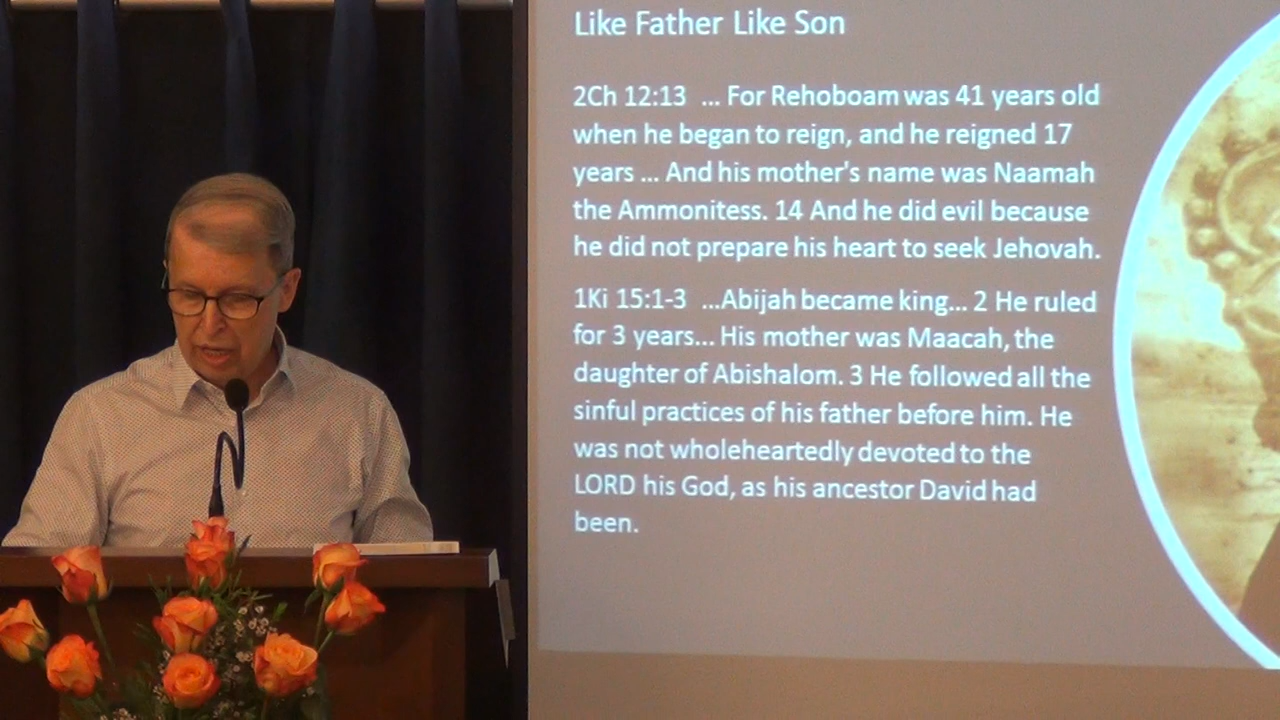 Like Father Like Son
2Ch 12:13 ... For Rehoboam was 41 years old
when he began to reign, and he reigned 17
years ... And his mother's name was Naamah
the Ammonitess. 14 And he did evil because
he did not prepare his heart to seek Jehovah.
1Ki 15:1-3 ...Abijah became king... 2 He ruled
for 3 years... His mother was Maacah, the
daughter of Abishalom. 3 He followed all the
sinful practices of his father before him. He
was not wholeheartedly devoted to the
LORD his God, as his ancestor David had
been.